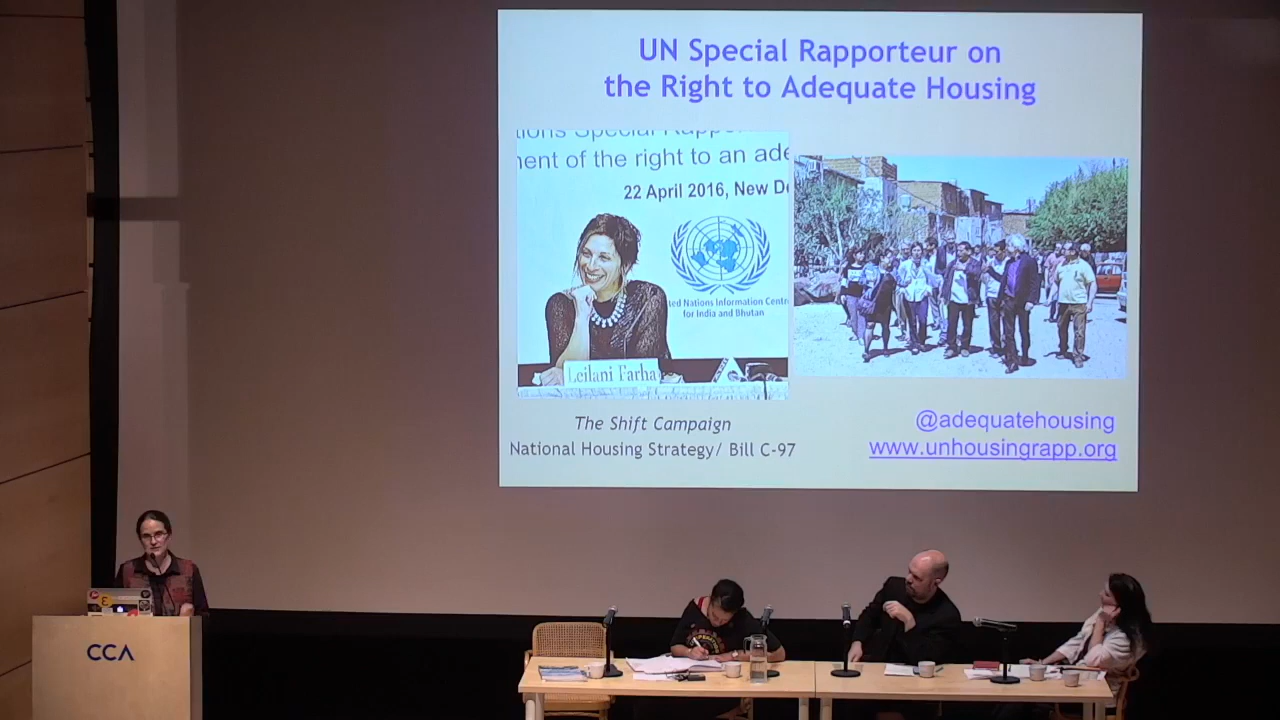 UN Special Rapporteur on
the Right to Adequate Housing
ment of the right to an ade
22 April 2016, New De
ted Nations Information Centr
for India and Bhutan
Leilani Farha
The Shift Campaign
National Housing Strategy/ Bill C-97
@adequatehousing
www.unhousingrapp.org
CCA